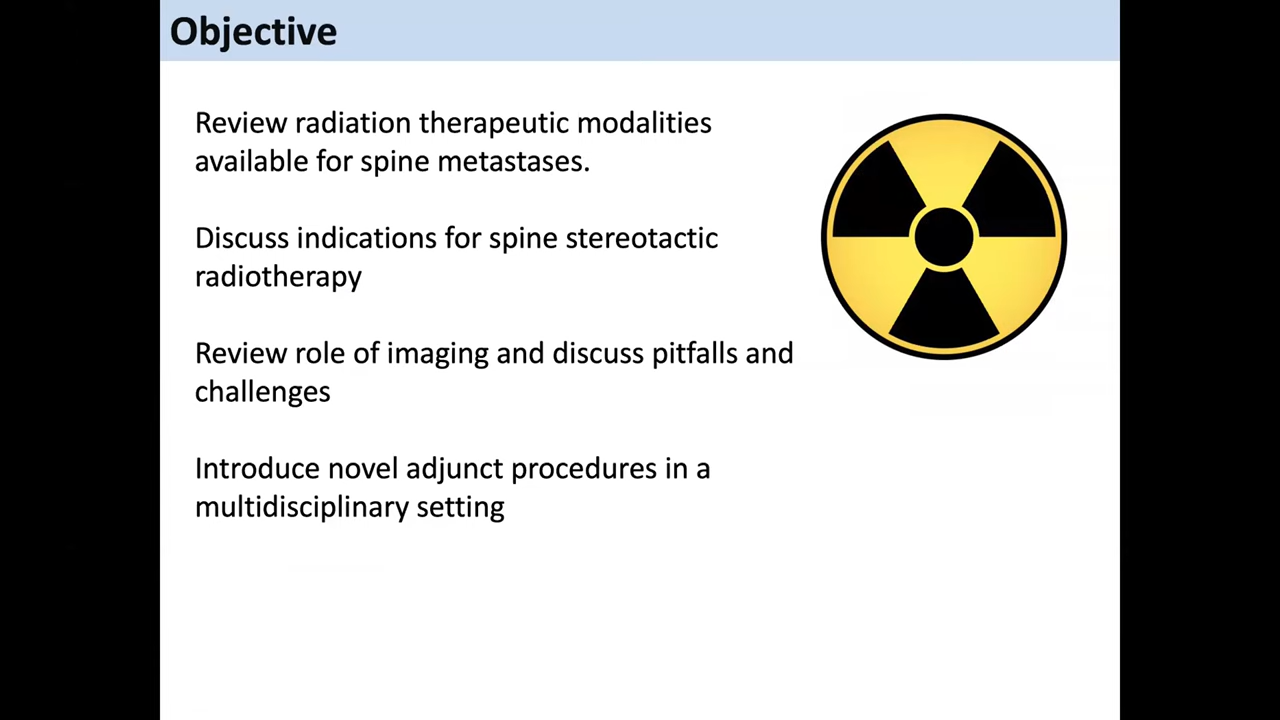 Objective
Review radiation therapeutic modalities
available for spine metastases.
Discuss indications for spine stereotactic
radiotherapy
Review role of imaging and discuss pitfalls and
challenges
Introduce novel adjunct procedures in a
multidisciplinary setting